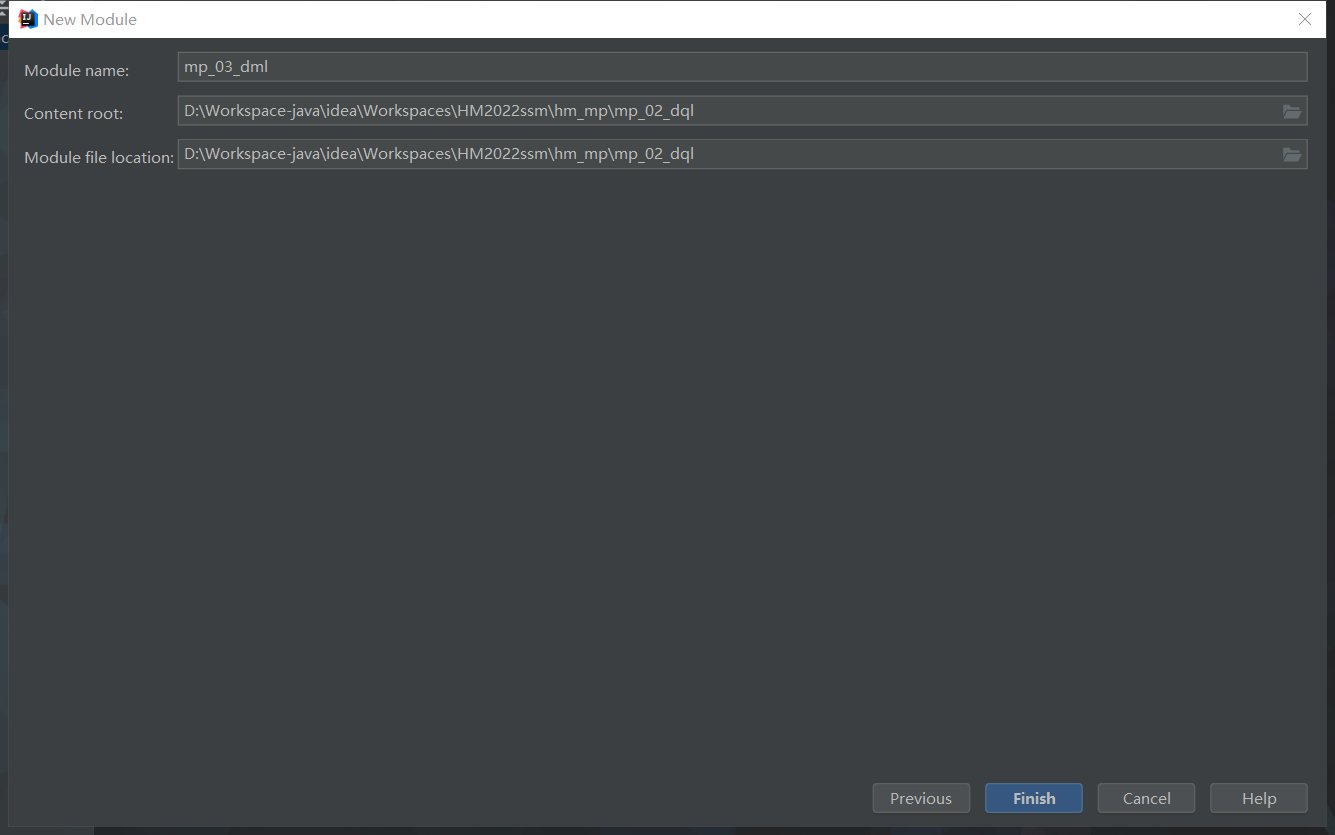 New Module
Module name: mp_03_dml
Content root: D:\Workspace-java\idea\Workspaces\HM2022ssm\hm_mp\mp_02_dql
Module file location: D:\Workspace-java\idea\Workspaces\HM2022ssm\hm_mp\mp_02_dql
Previous Finish Cancel Help